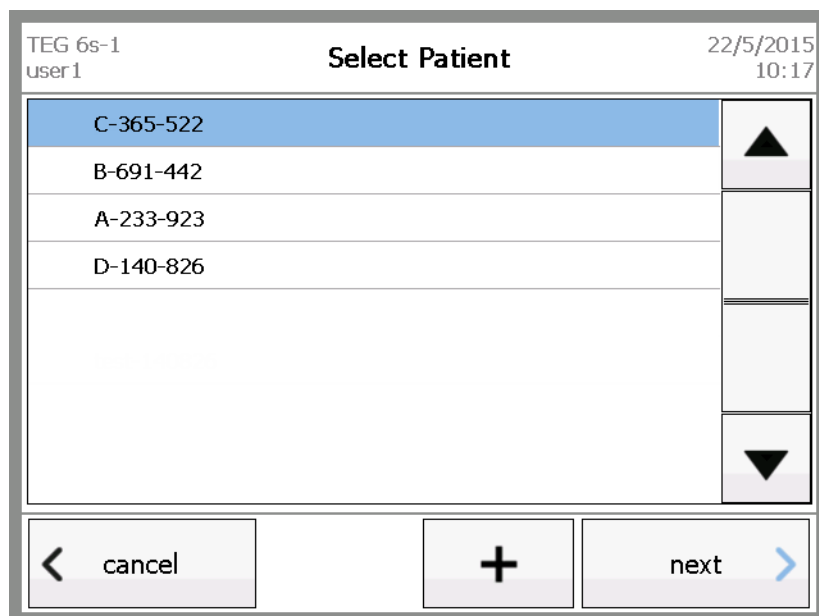 TEG 6s-1
user1
Select Patient
22/5/2015
10:17
C-365-522
B-691-442
A-233-923
D-140-826
cancel
+
next